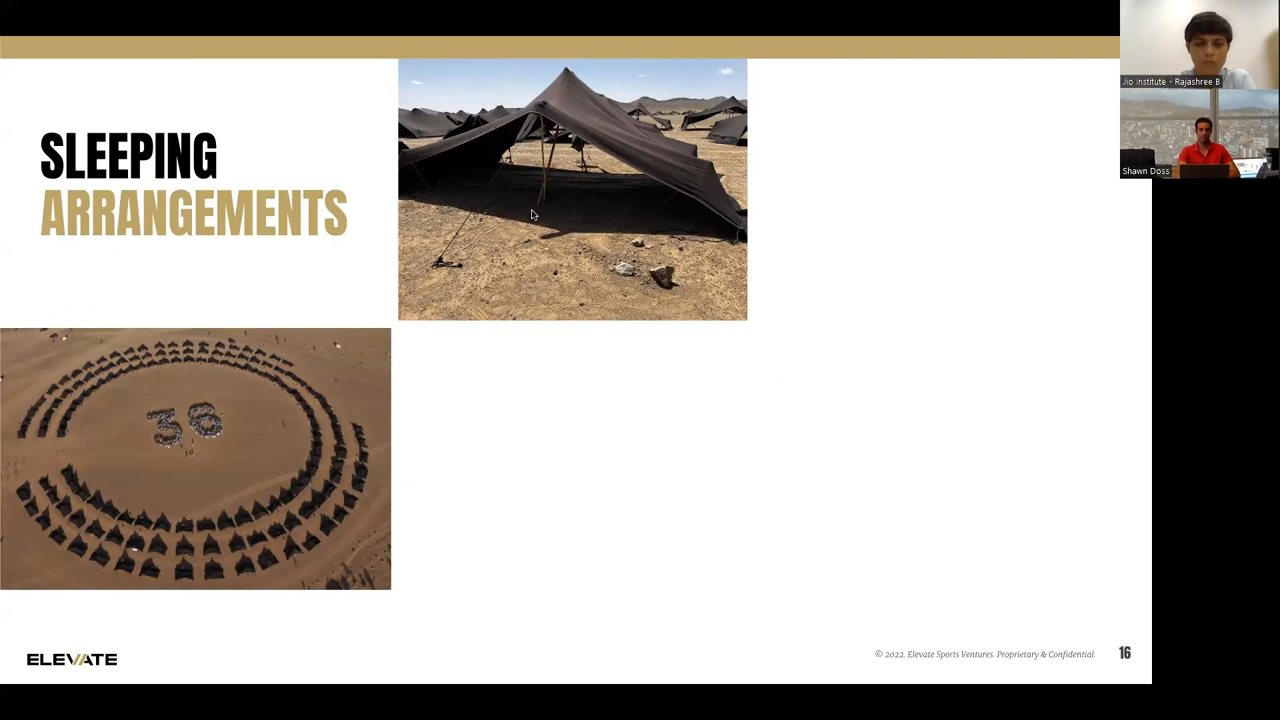 SLEEPING
ARRANGEMENTS
36
ELEVATE
© 2022. Elevate Sports Ventures. Proprietary & Confidential.
16
Jio Institute - Rajashree B
Shawn Doss